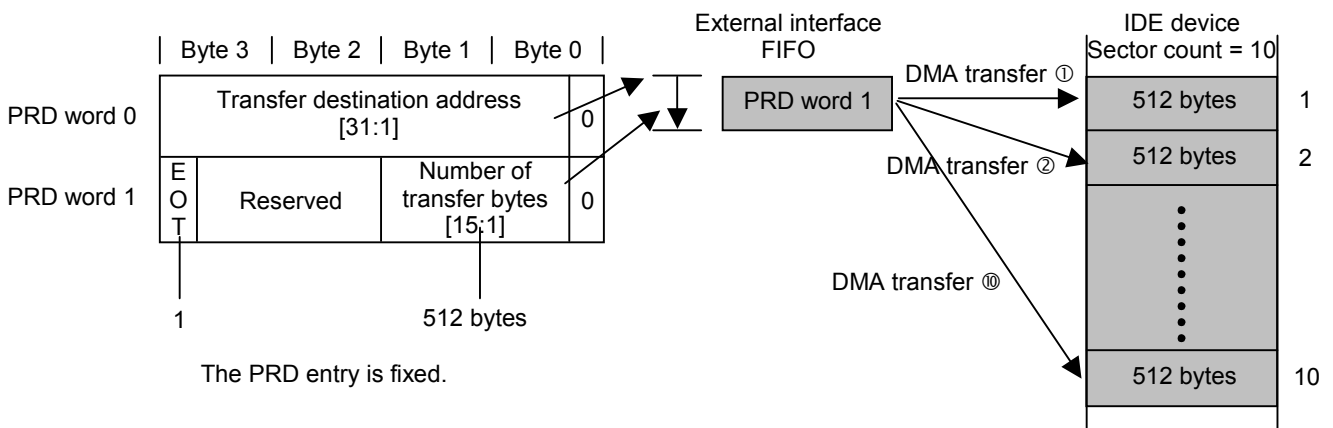 External interface
FIFO
IDE device
Sector count = 10
Byte 3 Byte 2 Byte 1 Byte 0
PRD word 0
Transfer destination address
[31:1]
0
PRD word 1
EOT
Reserved
Number of
transfer bytes
[15:1]
0
1
512 bytes
The PRD entry is fixed.
PRD word 1
DMA transfer ①
DMA transfer ②
DMA transfer ⑩
512 bytes 1
512 bytes 2
512 bytes 10